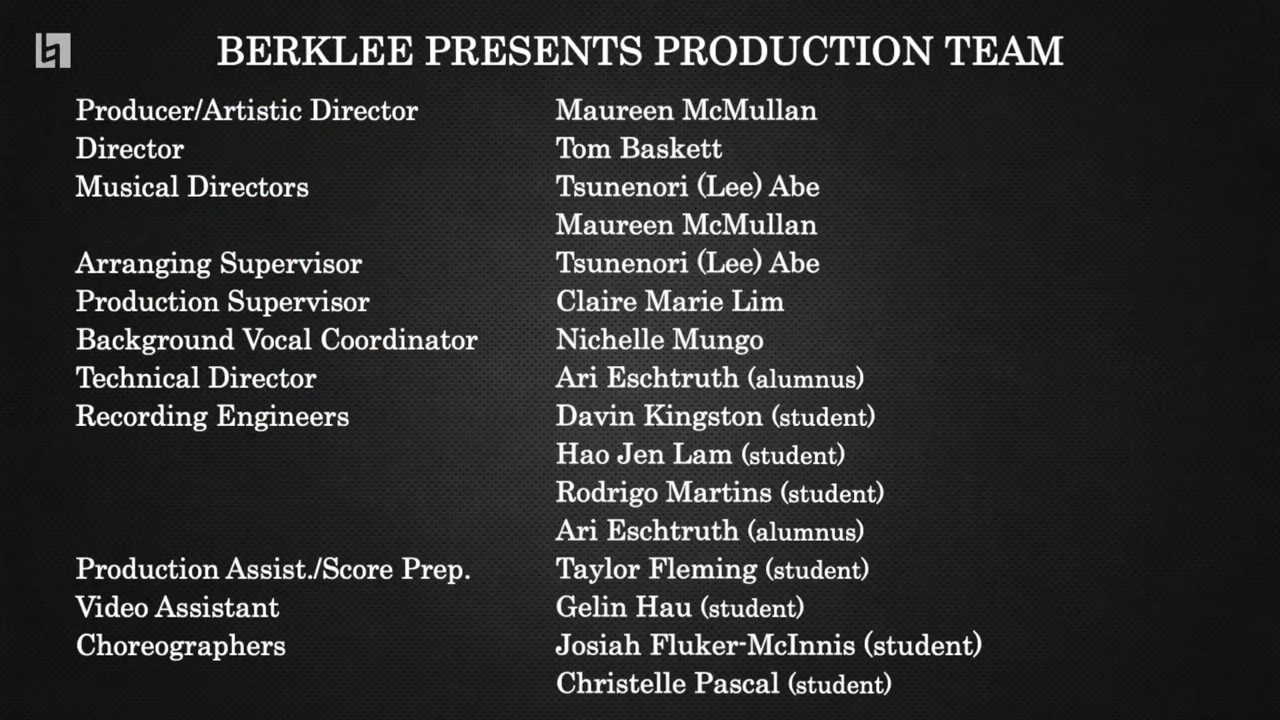 BERKLEE PRESENTS PRODUCTION TEAM
Producer/Artistic Director Maureen McMullan
Director Tom Baskett
Musical Directors Tsunenori (Lee) Abe
Maureen McMullan
Arranging Supervisor Tsunenori (Lee) Abe
Production Supervisor Claire Marie Lim
Background Vocal Coordinator Nichelle Mungo
Technical Director Ari Eschtruth (alumnus)
Recording Engineers Davin Kingston (student)
Hao Jen Lam (student)
Rodrigo Martins (student)
Ari Eschtruth (alumnus)
Production Assist./Score Prep. Taylor Fleming (student)
Video Assistant Gelin Hau (student)
Choreographers Josiah Fluker-McInnis (student)
Christelle Pascal (student)